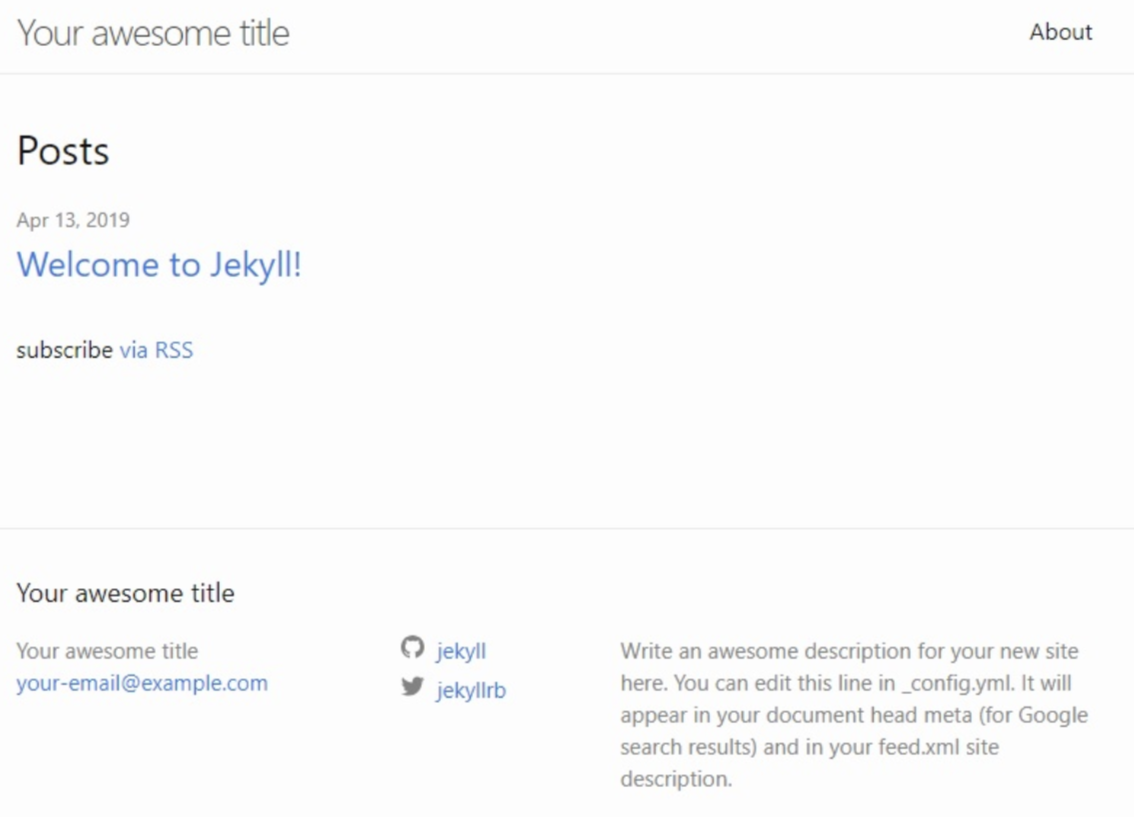 Your awesome title
About
Posts
Apr 13, 2019
Welcome to Jekyll!
subscribe via RSS
Your awesome title
Your awesome title
your-email@example.com
jekyll
jekyllrb
Write an awesome description for your new site
here. You can edit this line in _config.yml. It will
appear in your document head meta (for Google
search results) and in your feed.xml site
description.